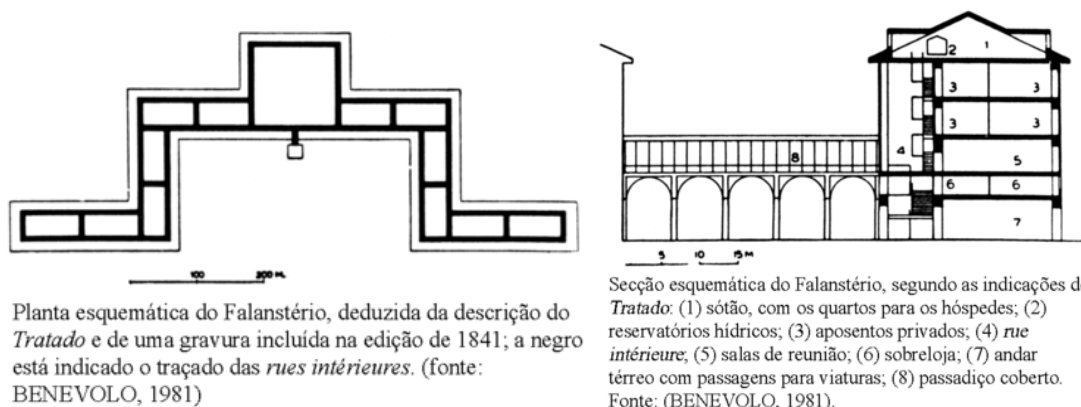 2
1
3
3
3
3
4
5
8
6
6
7
5 10 15 M
100 200 ML
Planta esquemática do Falanstério, deduzida da descrição do
Tratado e de uma gravura incluída na edição de 1841; a negro
está indicado o traçado das rues intérieures. (fonte:
BENEVOLO, 1981)
Secção esquemática do Falanstério, segundo as indicações d
Tratado: (1) sótão, com os quartos para os hóspedes; (2)
reservatórios hídricos; (3) aposentos privados; (4) rue
intérieure; (5) salas de reunião; (6) sobreloja; (7) andar
térreo com passagens para viaturas; (8) passadiço coberto.
Fonte: (BENEVOLO, 1981).